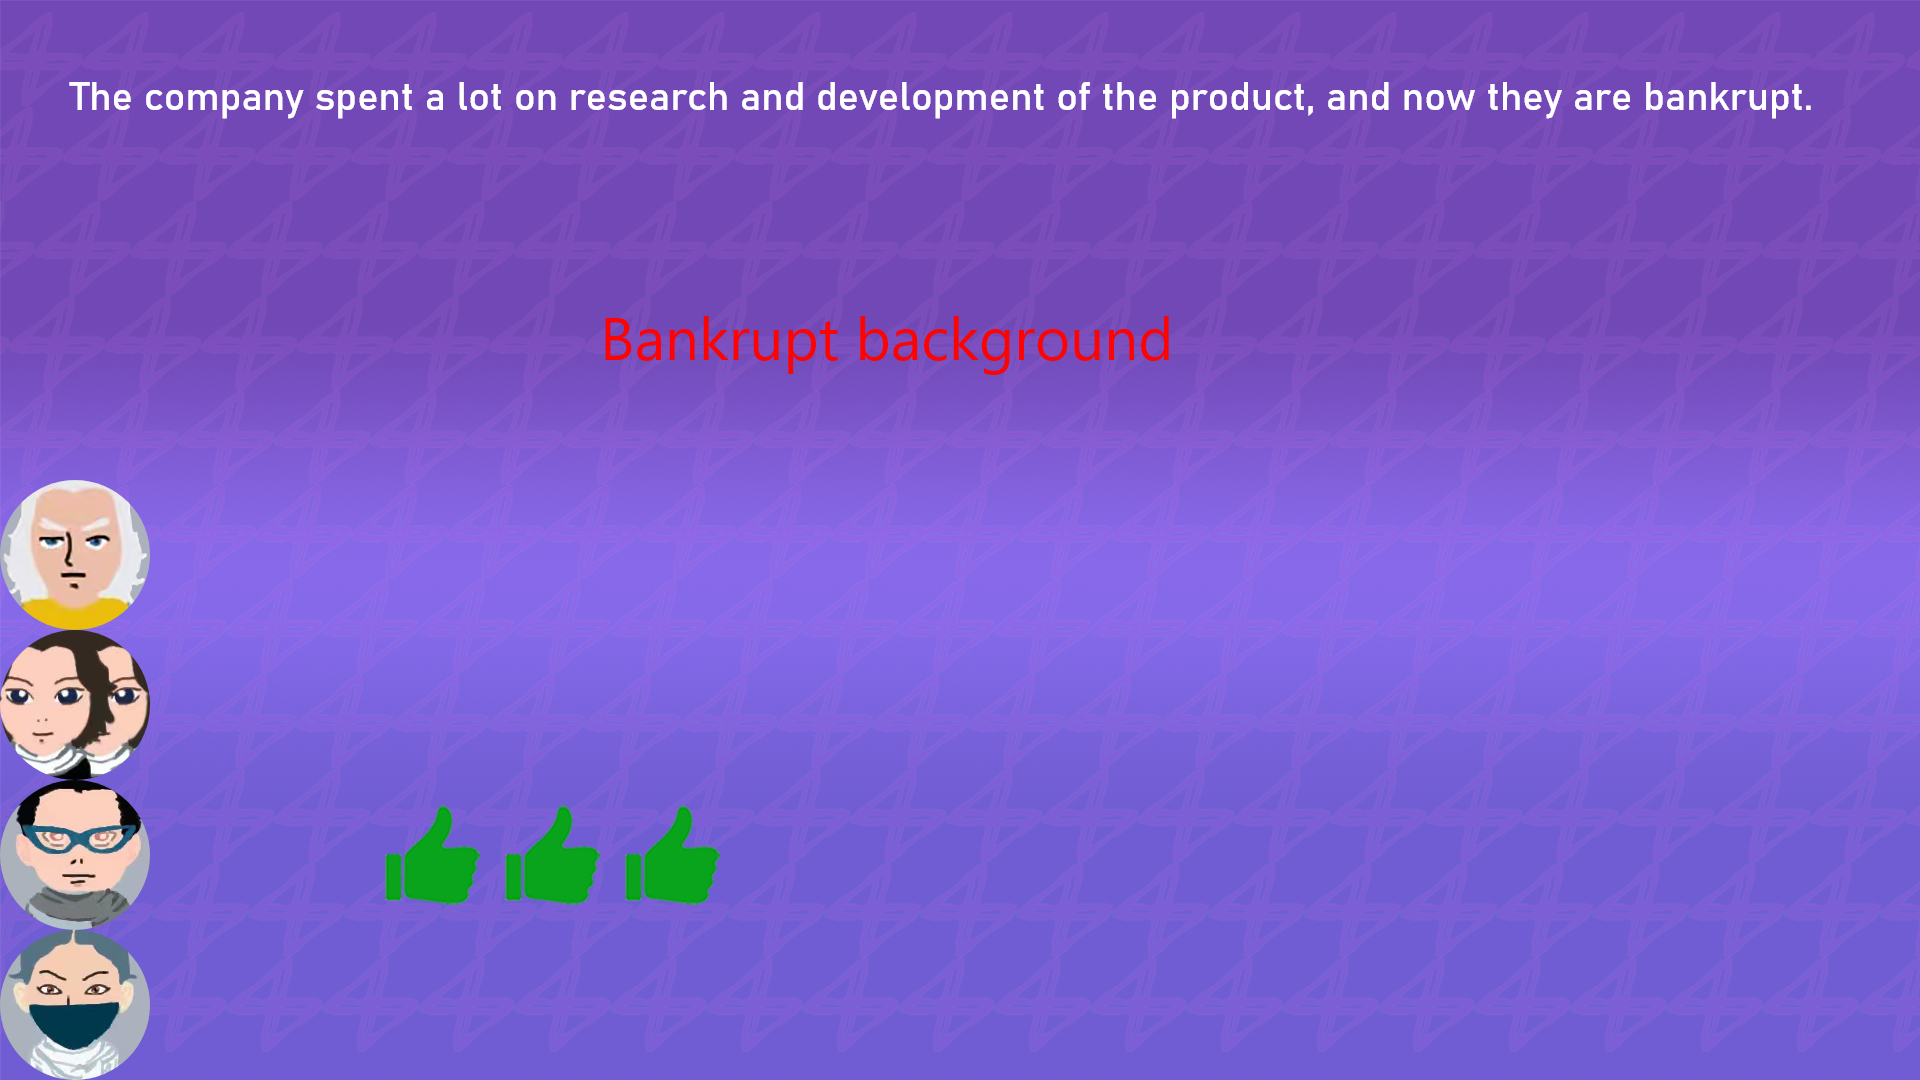 The company spent a lot on research and development of the product, and now they are bankrupt.
Bankrupt background